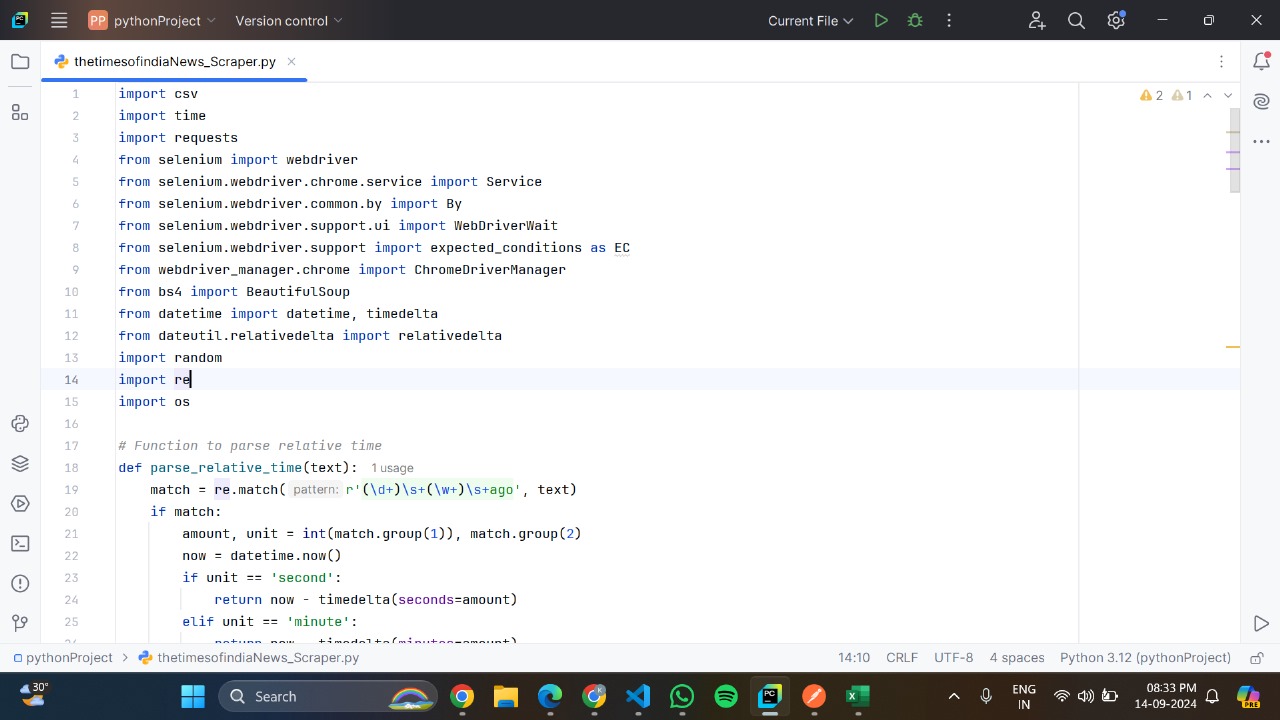 PP pythonProject Version control Current File
thetimesofindiaNews_Scraper.py
2 1
1 import csv
2 import time
3 import requests
4 from selenium import webdriver
5 from selenium.webdriver.chrome.service import Service
6 from selenium.webdriver.common.by import By
7 from selenium.webdriver.support.ui import WebDriverWait
8 from selenium.webdriver.support import expected_conditions as EC
9 from webdriver_manager.chrome import ChromeDriverManager
10 from bs4 import BeautifulSoup
11 from datetime import datetime, timedelta
12 from dateutil.relativedelta import relativedelta
13 import random
14 import re
15 import os
16
17 # Function to parse relative time
18 def parse_relative_time(text): 1 usage
19 match = re.match( pattern: r'(\d+)\s+(\w+)\s+ago', text)
20 if match:
21 amount, unit = int(match.group(1)), match.group(2)
22 now = datetime.now()
23 if unit == 'second':
24 return now - timedelta(seconds=amount)
25 elif unit == 'minute':
26 return now - timedelta(minutes=amount)
pythonProject > thetimesofindiaNews_Scraper.py 14:10 CRLF UTF-8 4 spaces Python 3.12 (pythonProject)
30° Search PC PRE
ENG
IN
08:33 PM
14-09-2024